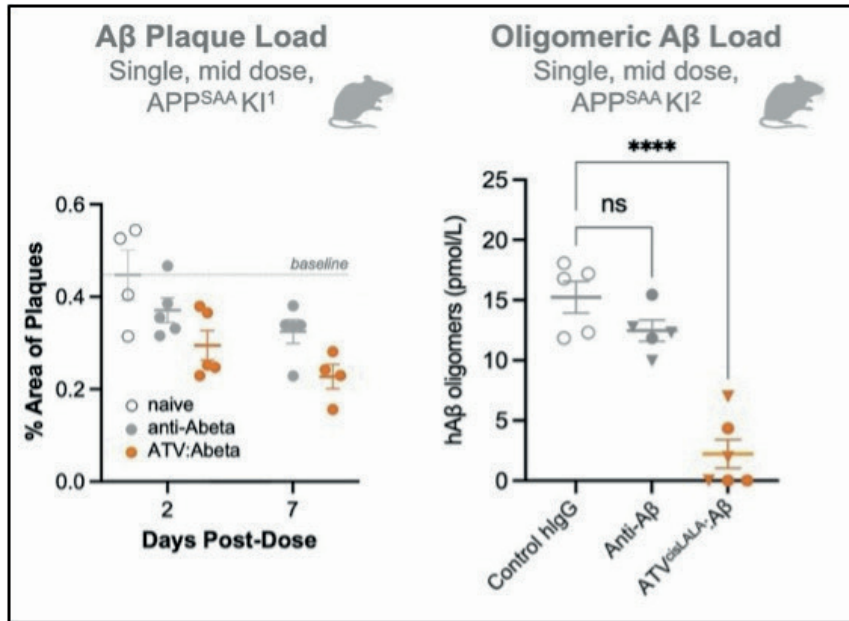 Aβ Plaque Load
Single, mid dose,
APPˢᴬᴬ KI¹
0.6
0.4
0.2
0.0
% Area of Plaques
baseline
naive
anti-Abeta
ATV:Abeta
2
7
Days Post-Dose
Oligomeric Aβ Load
Single, mid dose,
APPˢᴬᴬ KI²
****
ns
25
20
15
10
5
0
hAβ oligomers (pmol/L)
Control hIgG
Anti-Aβ
ATVᶜⁱˢᴸᴬᴸᴬ:Aβ